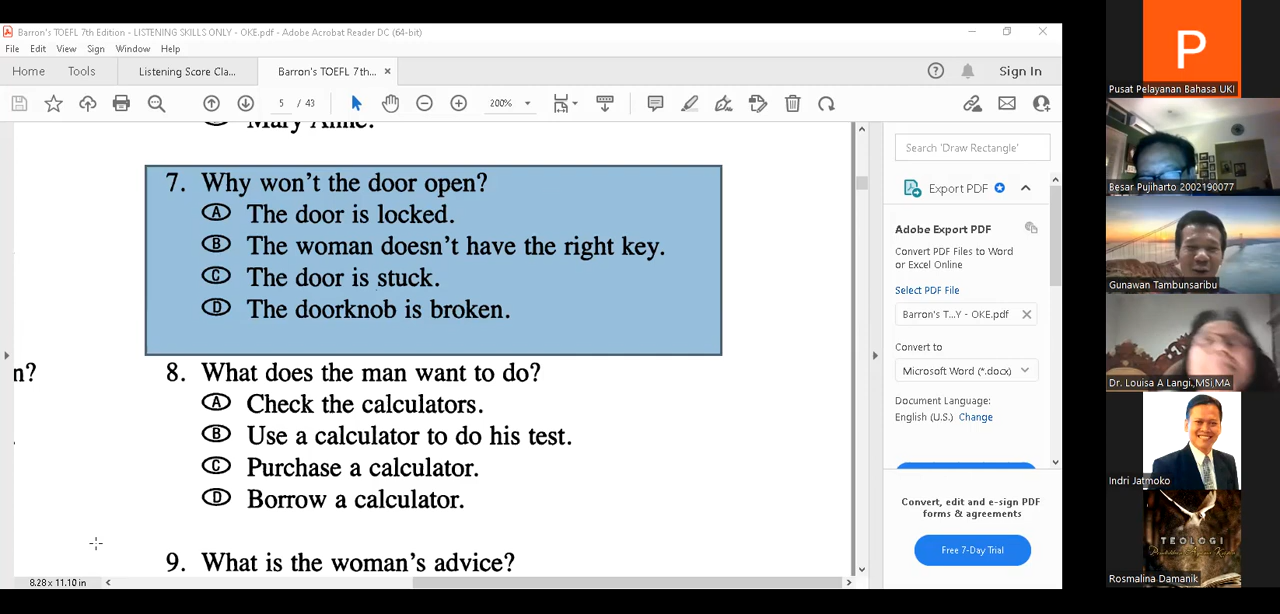 Barron's TOEFL 7th Edition - LISTENING SKILLS ONLY - OKE.pdf - Adobe Acrobat Reader DC (64-bit)
File Edit View Sign Window Help
Home Tools Listening Score Cla... Barron's TOEFL 7th... × Sign In
5 / 43 200%
Mary Anne.
7. Why won't the door open?
A The door is locked.
B The woman doesn't have the right key.
C The door is stuck.
D The doorknob is broken.
n?
8. What does the man want to do?
A Check the calculators.
B Use a calculator to do his test.
C Purchase a calculator.
D Borrow a calculator.
9. What is the woman's advice?
8.28 x 11.10 in
Search 'Draw Rectangle'
Export PDF
Adobe Export PDF
Convert PDF Files to Word
or Excel Online
Select PDF File
Barron's T...Y - OKE.pdf
Convert to
Microsoft Word (*.docx)
Document Language:
English (U.S.) Change
Convert, edit and e-sign PDF
forms & agreements
Free 7-Day Trial
P
Pusat Pelayanan Bahasa UKI
Besar Pujiharto 2002190077
Gunawan Tambunsaribu
Dr. Louisa A Langi.,MSi,MA
Indri Jatmoko
TEOLOGI
Rosmalina Damanik